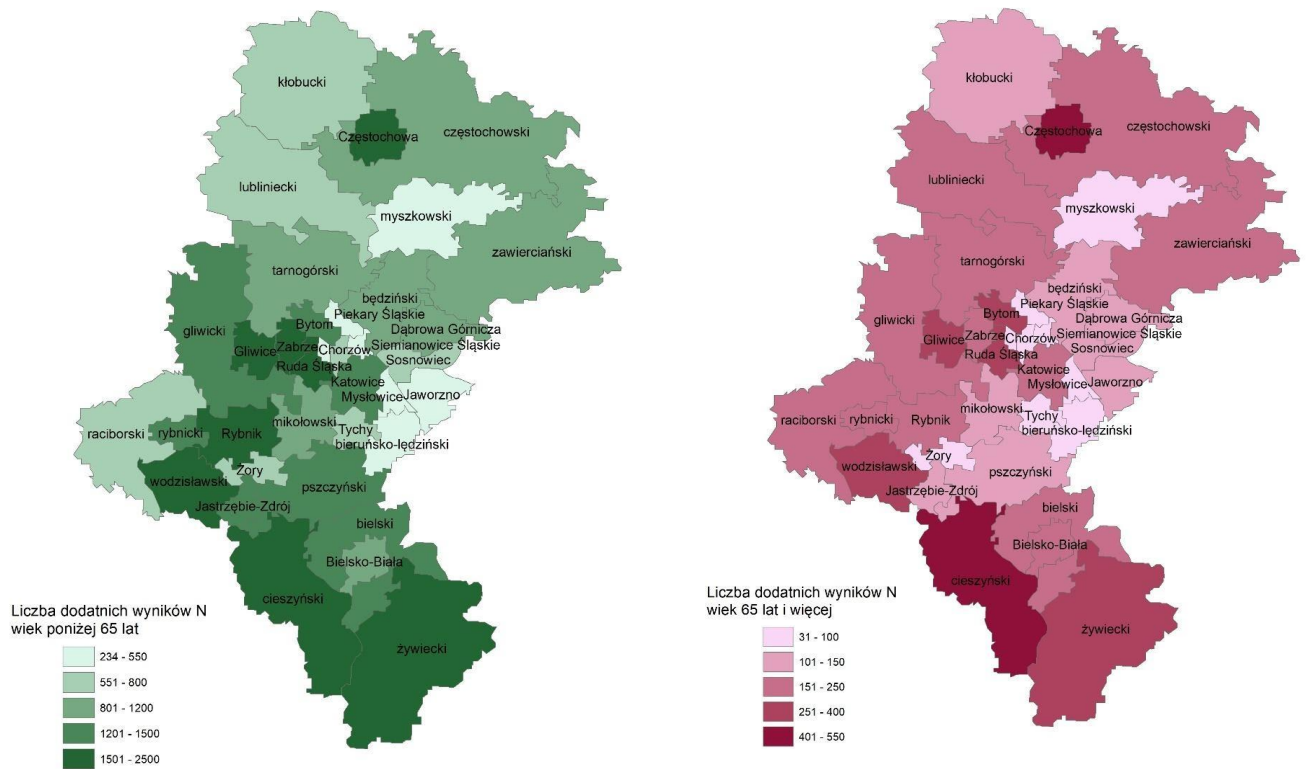 kłobucki
Częstochowa
częstochowski
lubliniecki
myszkowski
zawierciański
tarnogórski
będziński
Piekary Śląskie
Bytom
Dąbrowa Górnicza
gliwicki
Zabrze
Chorzów
Siemianowice Śląskie
Gliwice
Sosnowiec
Ruda Śląska
Katowice
Mysłowice
Jaworzno
mikołowski
raciborski
rybnicki
Rybnik
Tychy
bieruńsko-lędziński
Żory
wodzisławski
pszczyński
Jastrzębie-Zdrój
bielski
Bielsko-Biała
cieszyński
żywiecki
Liczba dodatnich wyników N
wiek poniżej 65 lat
234 - 550
551 - 800
801 - 1200
1201 - 1500
1501 - 2500
kłobucki
Częstochowa
częstochowski
lubliniecki
myszkowski
zawierciański
tarnogórski
będziński
Piekary Śląskie
Bytom
Dąbrowa Górnicza
gliwicki
Zabrze
Chorzów
Siemianowice Śląskie
Gliwice
Sosnowiec
Ruda Śląska
Katowice
Mysłowice
Jaworzno
mikołowski
raciborski
rybnicki
Rybnik
Tychy
bieruńsko-lędziński
Żory
wodzisławski
pszczyński
Jastrzębie-Zdrój
bielski
Bielsko-Biała
cieszyński
żywiecki
Liczba dodatnich wyników N
wiek 65 lat i więcej
31 - 100
101 - 150
151 - 250
251 - 400
401 - 550